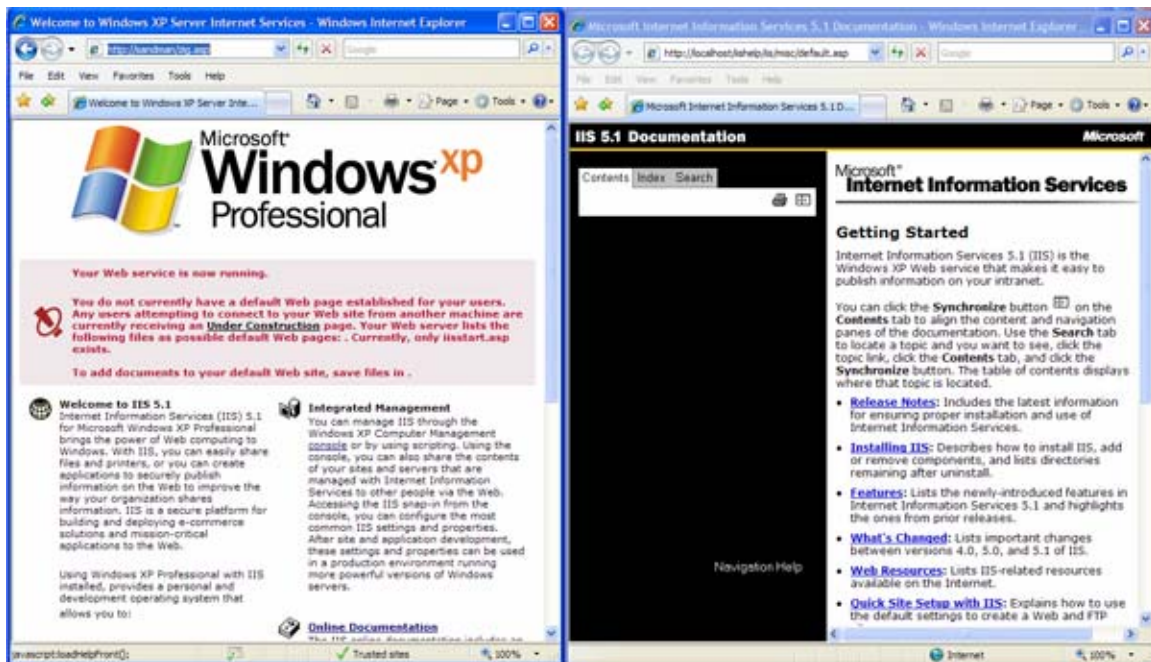 Welcome to Windows XP Server Internet Services - Windows Internet Explorer
Google
File Edit View Favorites Tools Help
Welcome to Windows XP Server Inte...
Page Tools
Microsoft
Windows xp
Professional
Your Web service is now running.
You do not currently have a default Web page established for your users.
Any users attempting to connect to your Web site from another machine are
currently receiving an Under Construction page. Your Web server lists the
following files as possible default Web pages: . Currently, only iisstart.asp
exists.
To add documents to your default Web site, save files in .
Welcome to IIS 5.1
Internet Information Services (IIS) 5.1
for Microsoft Windows XP Professional
brings the power of Web computing to
Windows. With IIS, you can easily share
files and printers, or you can create
applications to securely publish
information on the Web to improve the
way your organization shares
information. IIS is a secure platform for
building and deploying e-commerce
solutions and mission-critical
applications to the Web.
Using Windows XP Professional with IIS
installed, provides a personal and
development operating system that
allows you to:
Integrated Management
You can manage IIS through the
Windows XP Computer Management
console or by using scripting. Using the
console, you can also share the contents
of your sites and servers that are
managed with Internet Information
Services to other people via the Web.
Accessing the IIS snap-in from the
console, you can configure the most
common IIS settings and properties.
After site and application development,
these settings and properties can be used
in a production environment running
more powerful versions of Windows
servers.
Online Documentation
The IIS online documentation includes an
javascript:loadHelpFront();
Trusted sites
100%
Microsoft Internet Information Services 5.1 Documentation - Windows Internet Explorer
http://localhost/iishelp/iis/misc/default.asp
Google
File Edit View Favorites Tools Help
Microsoft Internet Information Services 5.1 D...
Page Tools
IIS 5.1 Documentation
Microsoft
Contents Index Search
Navigation Help
Microsoft
Internet Information Services
Getting Started
Internet Information Services 5.1 (IIS) is the
Windows XP Web service that makes it easy to
publish information on your intranet.
You can click the Synchronize button on the
Contents tab to align the content and navigation
panes of the documentation. Use the Search tab
to locate a topic and you want to see, click the
topic link, click the Contents tab, and click the
Synchronize button. The table of contents displays
where that topic is located.
• Release Notes: Includes the latest information
for ensuring proper installation and use of
Internet Information Services.
• Installing IIS: Describes how to install IIS, add
or remove components, and lists directories
remaining after uninstall.
• Features: Lists the newly-introduced features in
Internet Information Services 5.1 and highlights
the ones from prior releases.
• What's Changed: Lists important changes
between versions 4.0, 5.0, and 5.1 of IIS.
• Web Resources: Lists IIS-related resources
available on the Internet.
• Quick Site Setup with IIS: Explains how to use
the default settings to create a Web and FTP
Internet
100%